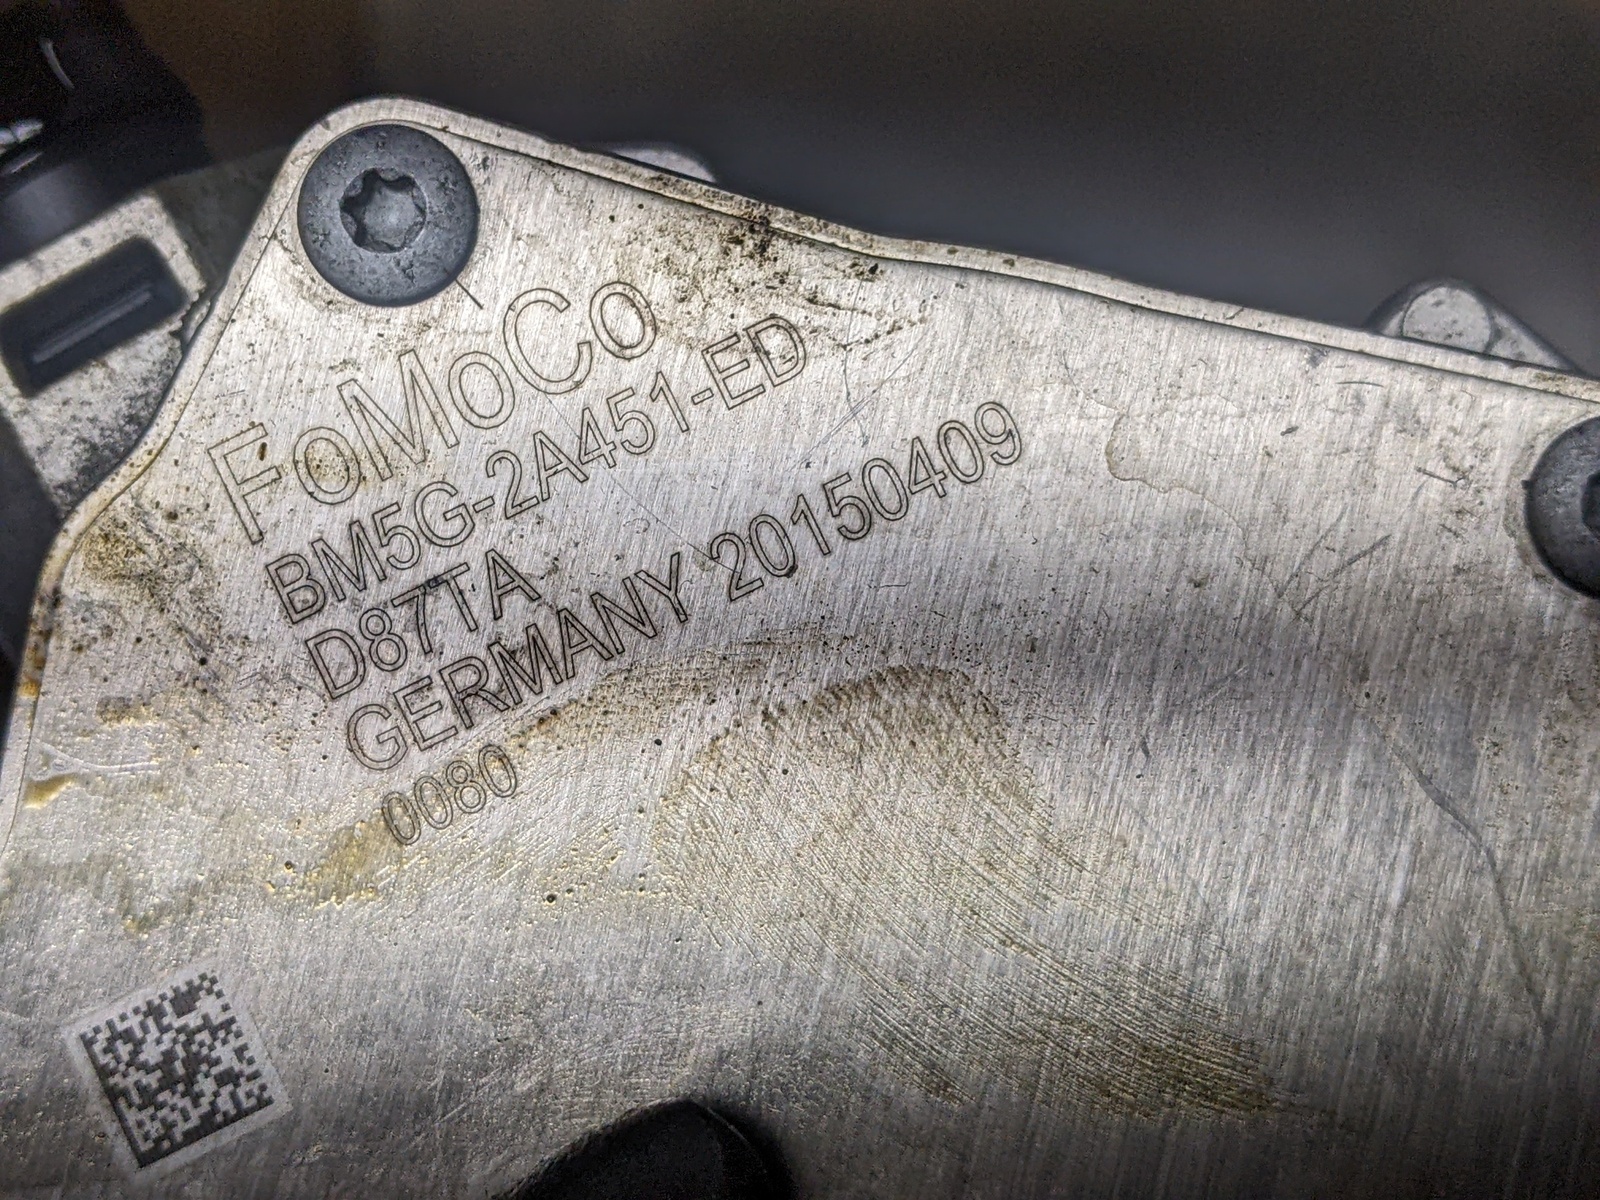 FoMoCo
BM5G-2A451-ED
D87TA
GERMANY 20150409
0080